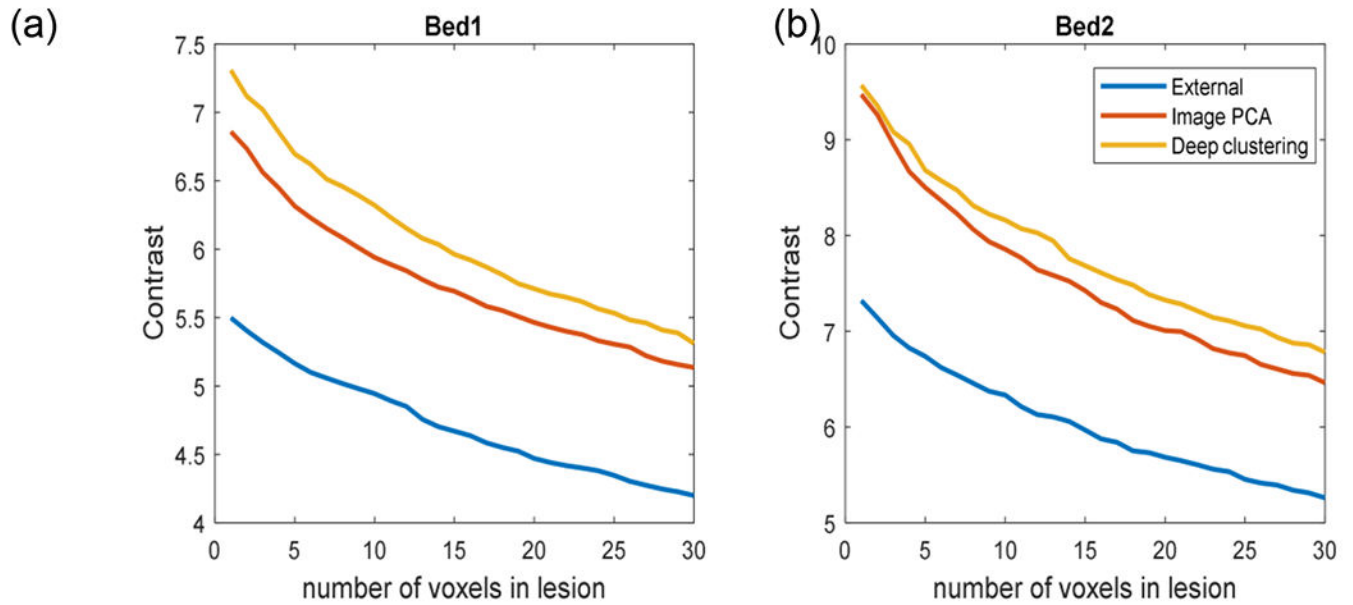 (a)
Bed1
7.5
7
6.5
6
5.5
5
4.5
4
Contrast
0 5 10 15 20 25 30
number of voxels in lesion
(b)
Bed2
10
9
8
7
6
5
Contrast
External
Image PCA
Deep clustering
0 5 10 15 20 25 30
number of voxels in lesion